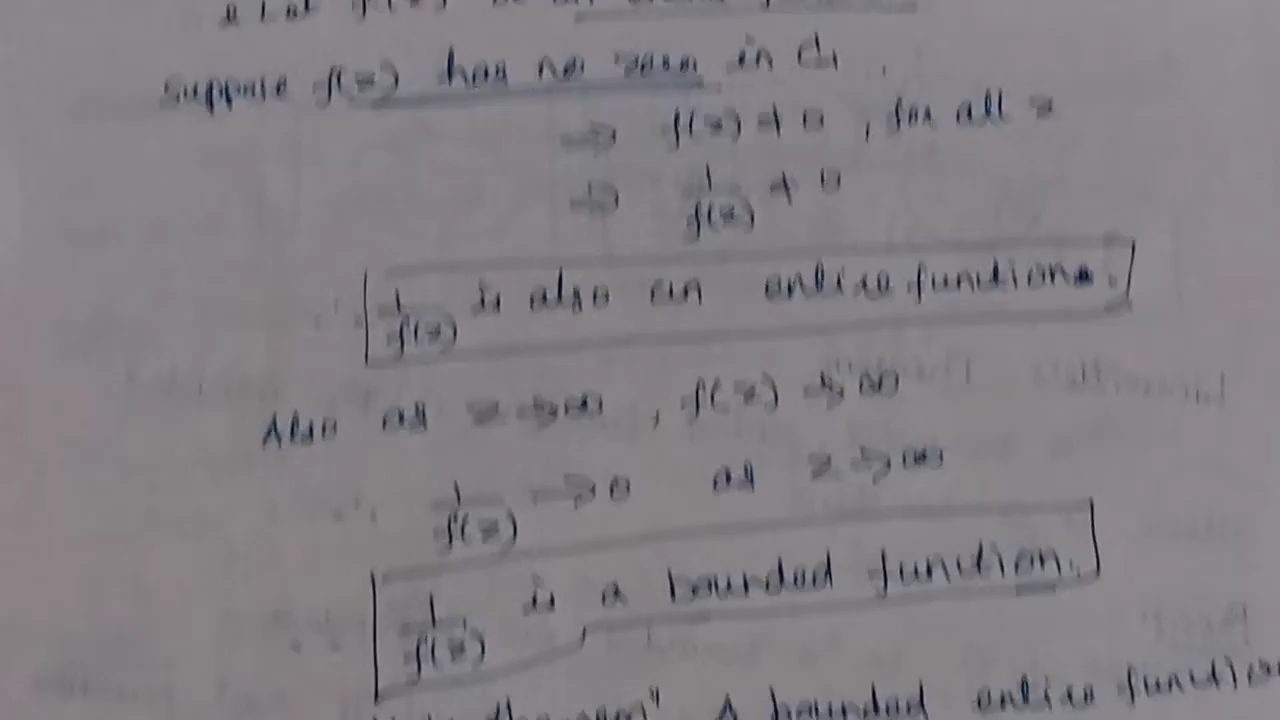 suppose f(z) has no zero in ℂ,
⇒ f(z) ≠ 0, for all z
⇒ 1/f(z) ≠ 0
∴ 1/f(z) is also an entire function.
Also as z → ∞, f(z) → ∞
∴ 1/f(z) → 0 as z → ∞
∴ 1/f(z) is a bounded function.
theorem" A bounded entire function